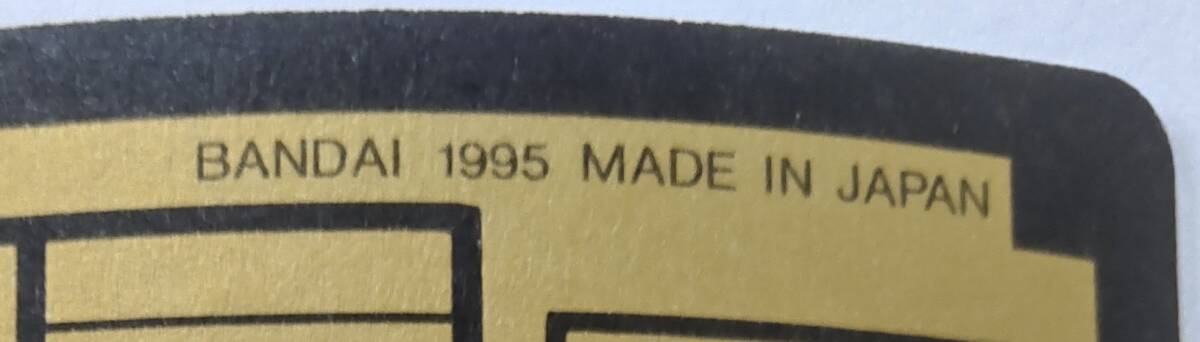 BANDAI 1995 MADE IN JAPAN